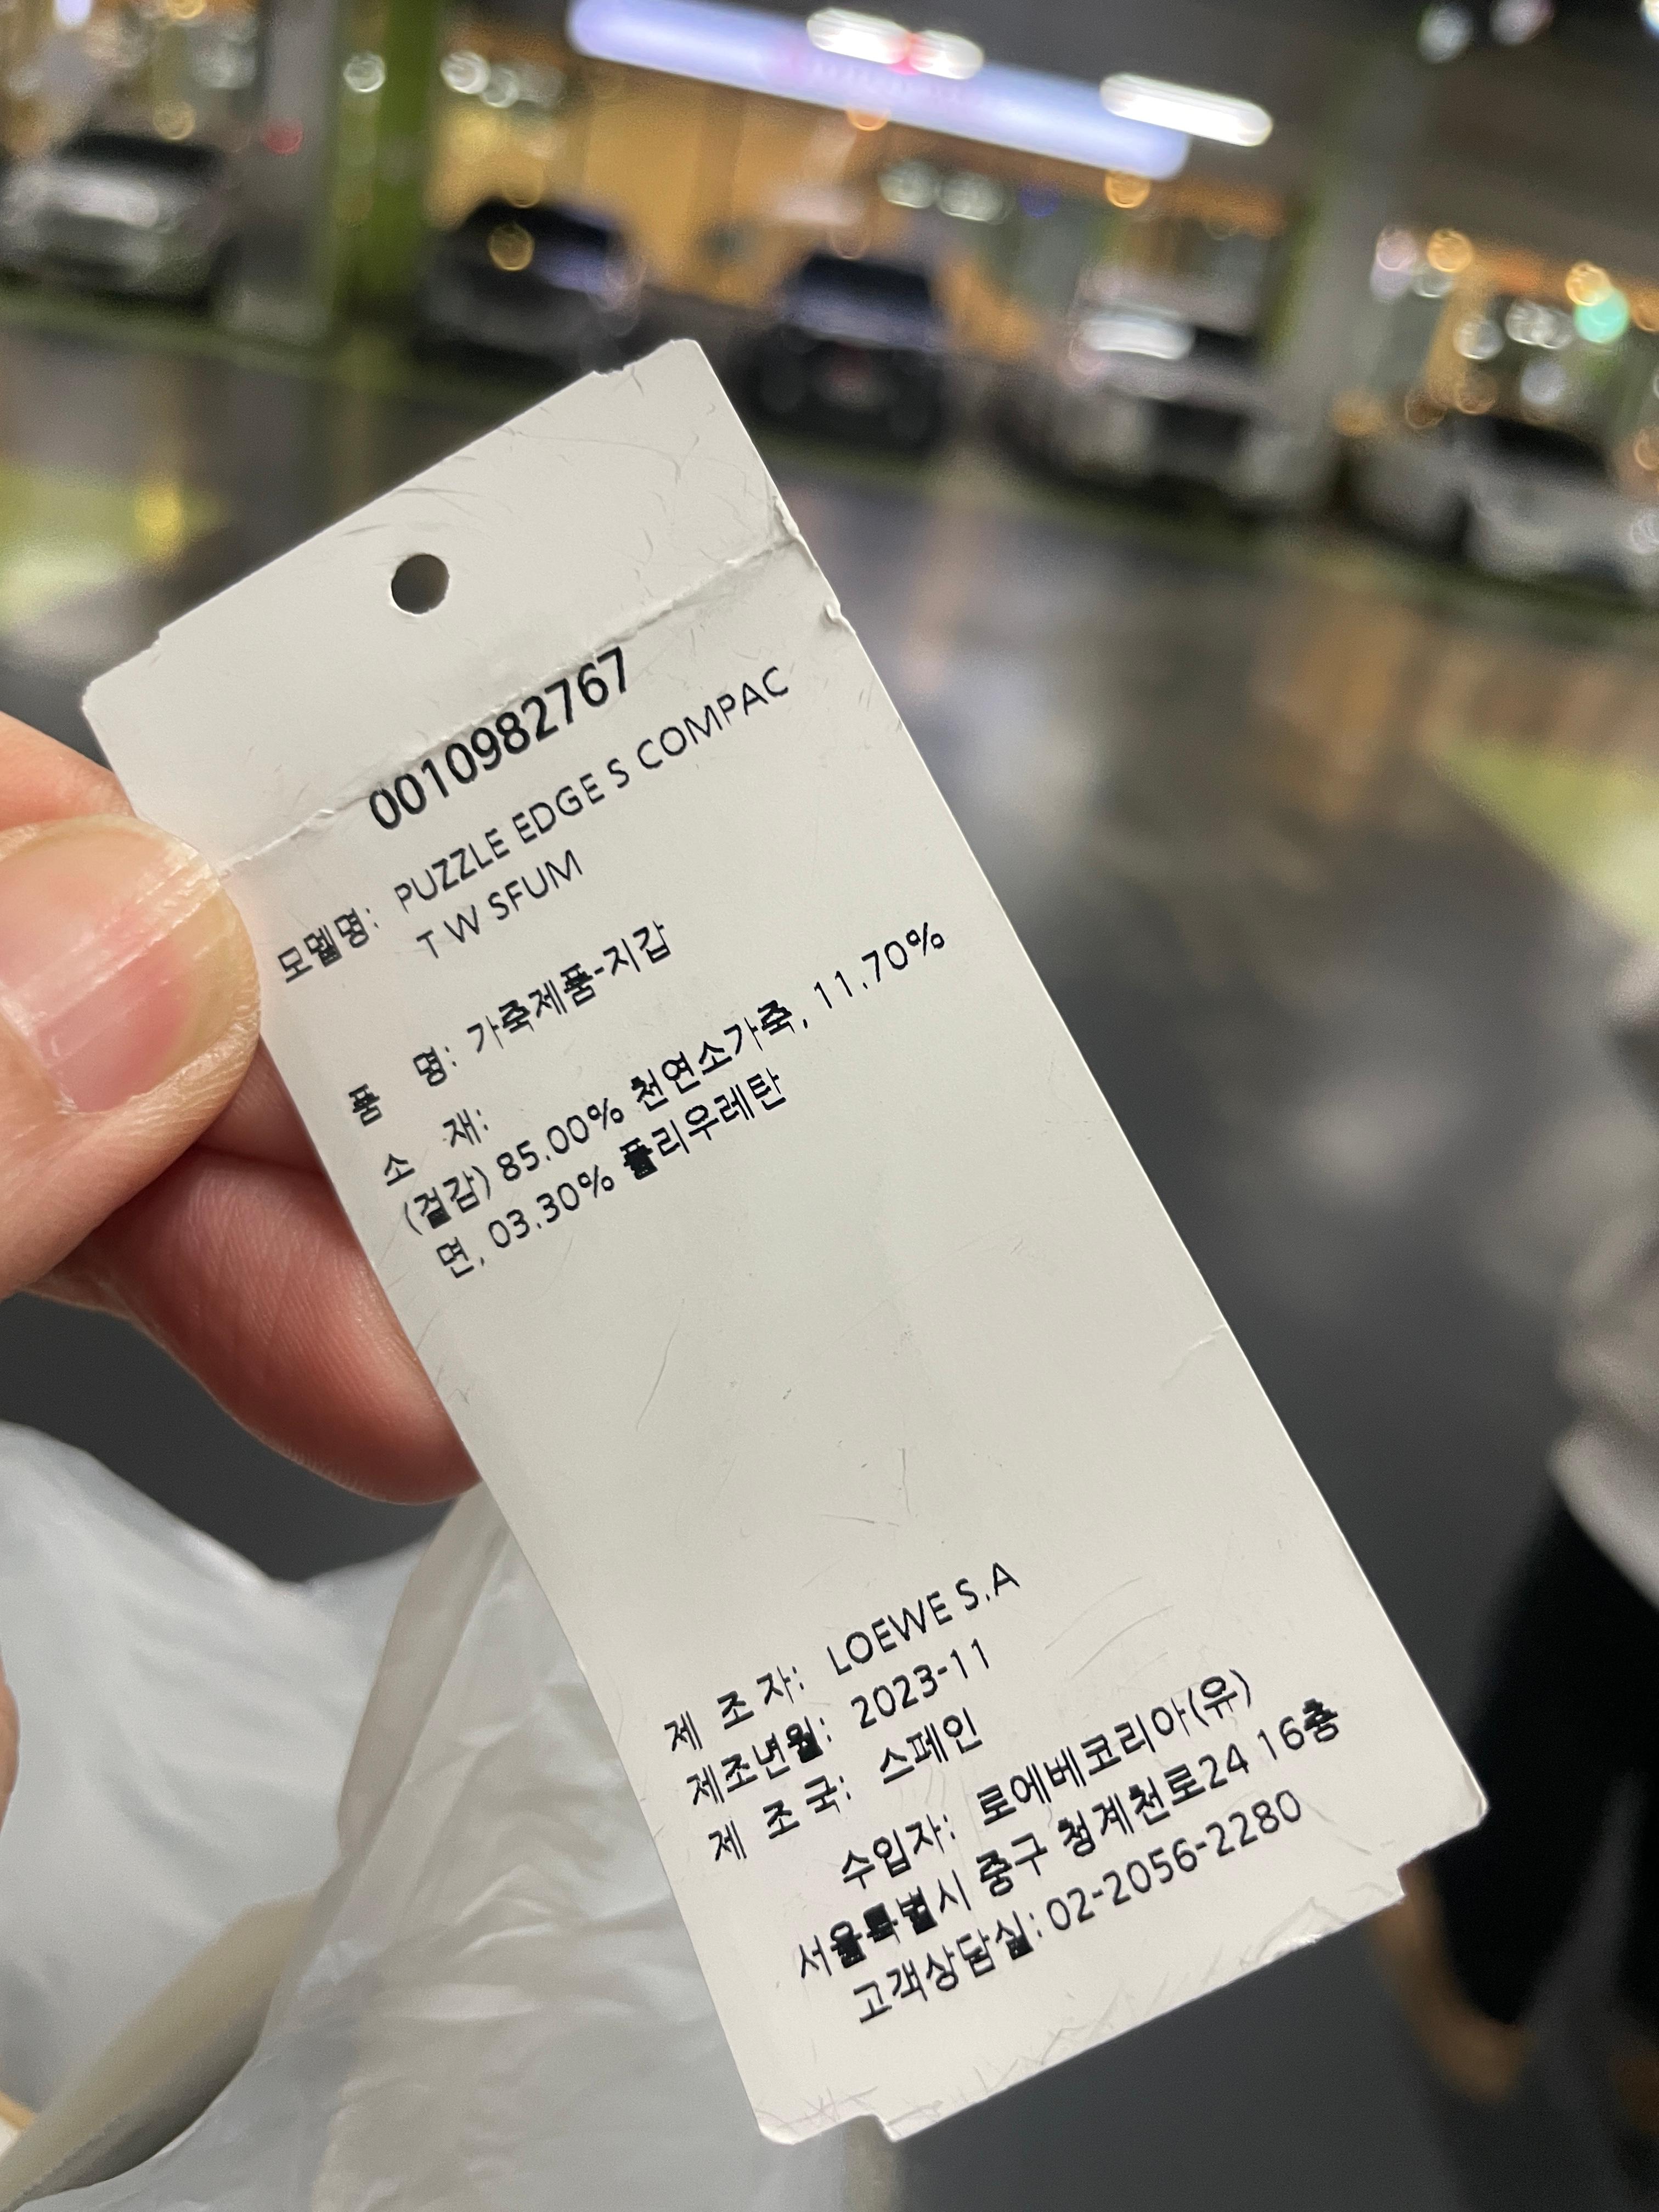 0010982767
모델명: PUZZLE EDGE S COMPAC
T W SFUM
품 명: 가죽제품-지갑
소 재:
(겉감) 85.00% 천연소가죽, 11.70%
면, 03.30% 폴리우레탄
제 조 자: LOEWE S.A
제조년월: 2023-11
제 조 국: 스페인
수입자: 로에베코리아(유)
서울특별시 중구 청계천로24 16층
고객상담실: 02-2056-2280